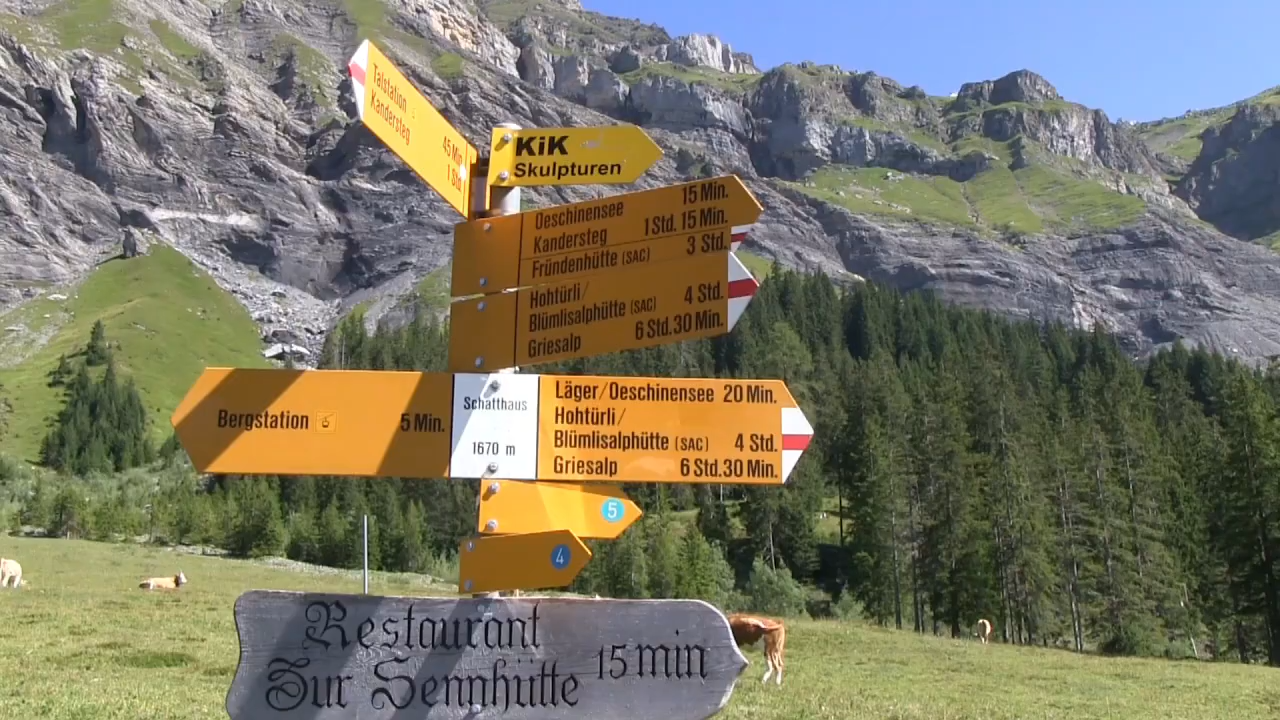 Talstation
Kandersteg
45 Min.
1 Std.
KiK
Skulpturen
Oeschinensee 15 Min.
Kandersteg 1 Std. 15 Min.
Fründenhütte (SAC) 3 Std.
Hohtürli/
Blümlisalphütte (SAC) 4 Std.
Griesalp 6 Std. 30 Min.
Bergstation 5 Min.
Schatthaus
1670 m
Läger/Oeschinensee 20 Min.
Hohtürli/
Blümlisalphütte (SAC) 4 Std.
Griesalp 6 Std. 30 Min.
5
4
Restaurant
Zur Sennhütte 15 min